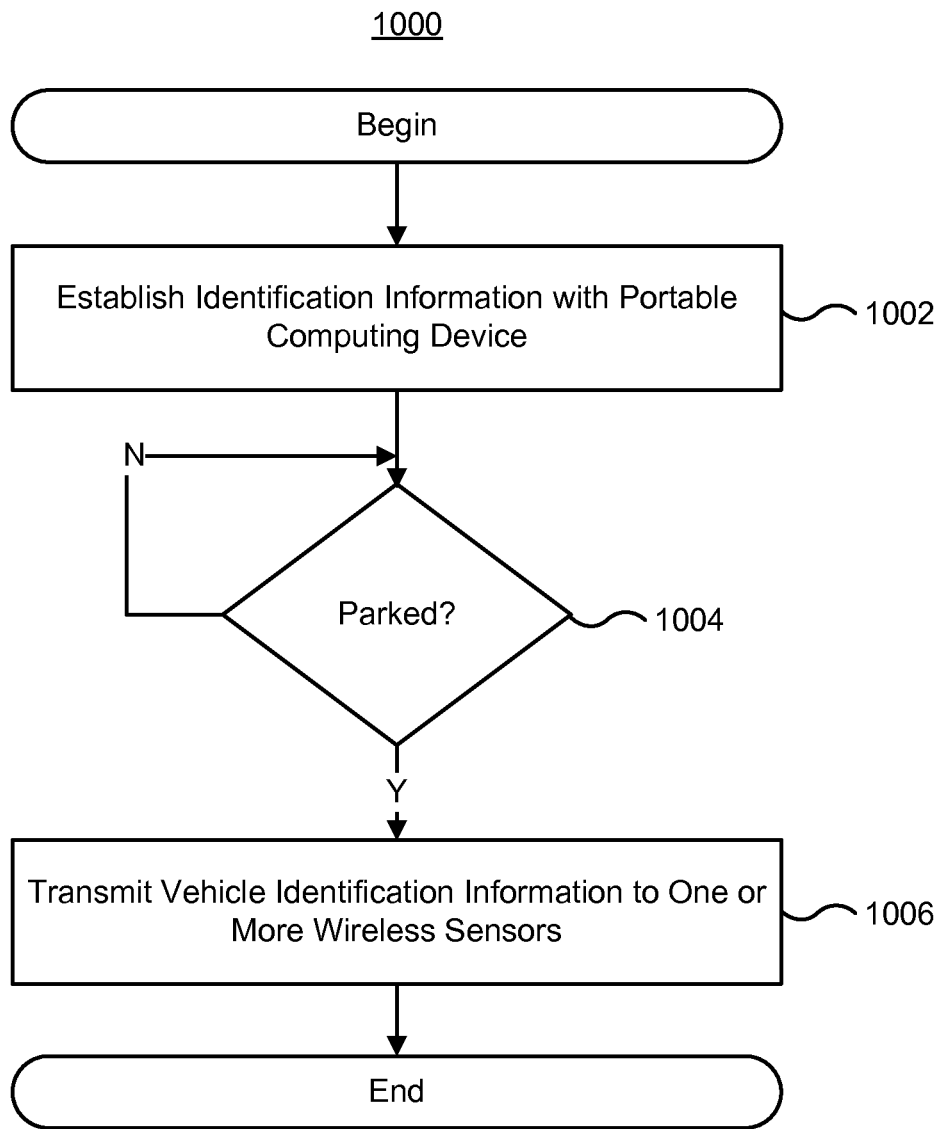 1000
Begin
Establish Identification Information with Portable
Computing Device
1002
N
Parked?
1004
Y
Transmit Vehicle Identification Information to One or
More Wireless Sensors
1006
End